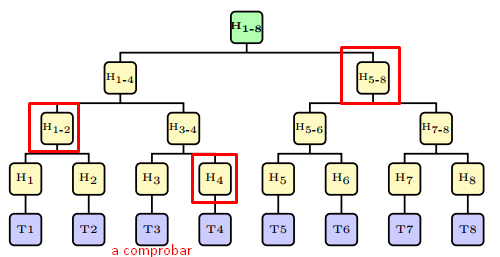 H1-8
H1-4 H5-8
H1-2 H3-4 H5-6 H7-8
H1 H2 H3 H4 H5 H6 H7 H8
T1 T2 T3 T4 T5 T6 T7 T8
a comprobar